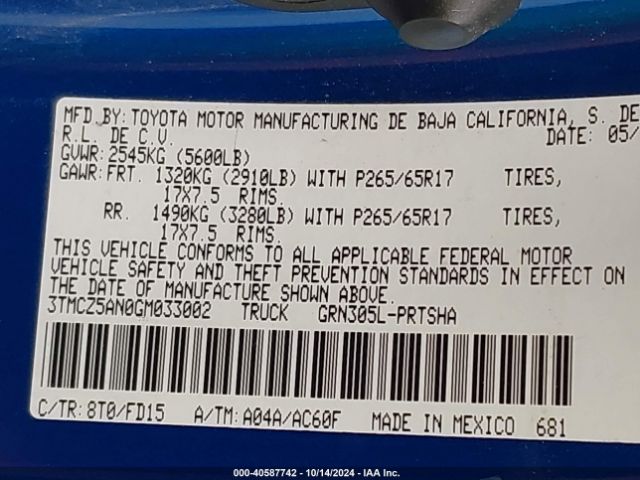 MFD BY: TOYOTA MOTOR MANUFACTURING DE BAJA CALIFORNIA, S. DE
R.L. DE C.V. DATE: 05/
GVWR: 2545KG (5600LB)
GAWR: FRT. 1320KG (2910LB) WITH P265/65R17 TIRES,
17X7.5 RIMS.
RR. 1490KG (3280LB) WITH P265/65R17 TIRES,
17X7.5 RIMS.
THIS VEHICLE CONFORMS TO ALL APPLICABLE FEDERAL MOTOR
VEHICLE SAFETY AND THEFT PREVENTION STANDARDS IN EFFECT ON
THE DATE OF MANUFACTURE SHOWN ABOVE.
3TMCZ5AN0GM033002 TRUCK GRN305L-PRTSHA
C/TR: 8T0/FD15 A/TM: A04A/AC60F MADE IN MEXICO 681
000-40587742 | 10/14/2024 | IAA Inc.